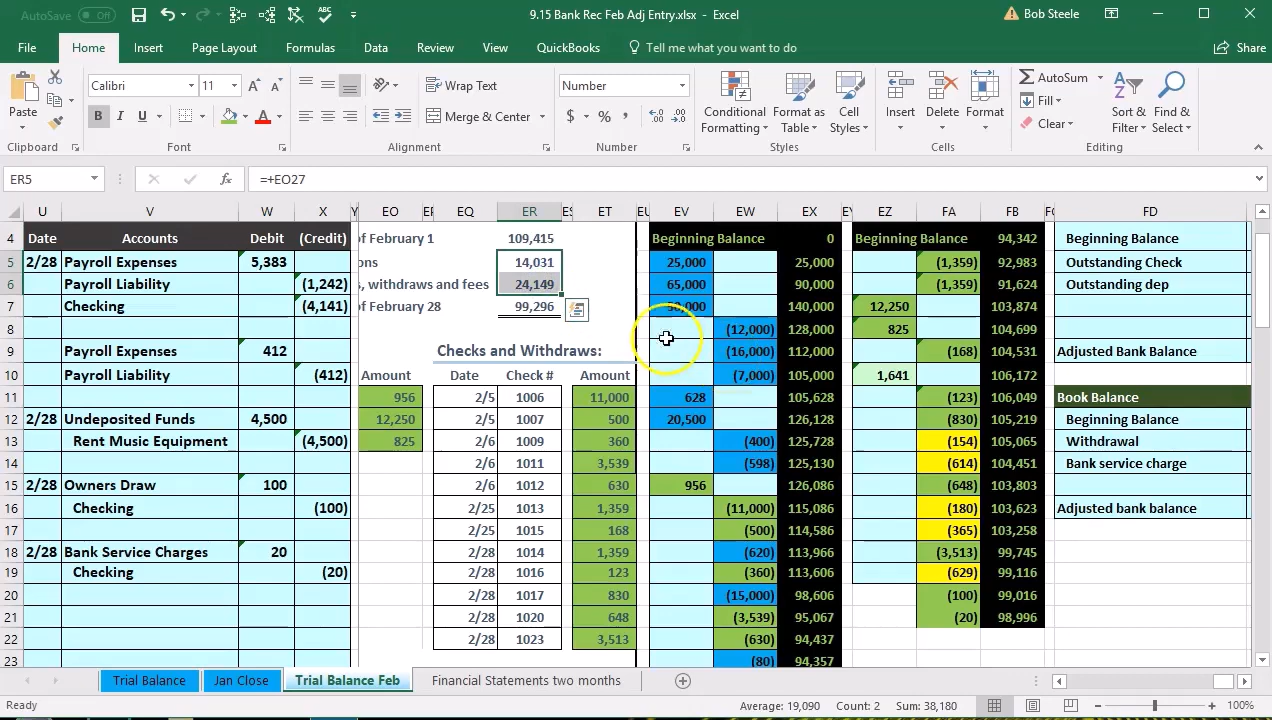 AutoSave Off 9.15 Bank Rec Feb Adj Entry.xlsx - Excel Bob Steele
File Home Insert Page Layout Formulas Data Review View QuickBooks Tell me what you want to do Share
Paste Calibri 11 Wrap Text Number Conditional Formatting Format as Table Cell Styles Insert Delete Format AutoSum Sort & Filter Find & Select
B I U Merge & Center $ % , Fill
Clear
Clipboard Font Alignment Number Styles Cells Editing
ER5 fx =+EO27
U V W X Y EO EP EQ ER ES ET EU EV EW EX EY EZ FA FB FC FD
4 Date Accounts Debit (Credit) of February 1 109,415 Beginning Balance 0 Beginning Balance 94,342 Beginning Balance
5 2/28 Payroll Expenses 5,383 ons 14,031 25,000 25,000 (1,359) 92,983 Outstanding Check
6 Payroll Liability (1,242) , withdraws and fees 24,149 65,000 90,000 (1,359) 91,624 Outstanding dep
7 Checking (4,141) of February 28 99,296 50,000 140,000 12,250 103,874
8 (12,000) 128,000 825 104,699
9 Payroll Expenses 412 Checks and Withdraws: (16,000) 112,000 (168) 104,531 Adjusted Bank Balance
10 Payroll Liability (412) Amount Date Check # Amount (7,000) 105,000 1,641 106,172
11 956 2/5 1006 11,000 628 105,628 (123) 106,049 Book Balance
12 2/28 Undeposited Funds 4,500 12,250 2/5 1007 500 20,500 126,128 (830) 105,219 Beginning Balance
13 Rent Music Equipment (4,500) 825 2/6 1009 360 (400) 125,728 (154) 105,065 Withdrawal
14 2/6 1011 3,539 (598) 125,130 (614) 104,451 Bank service charge
15 2/28 Owners Draw 100 2/6 1012 630 956 126,086 (648) 103,803
16 Checking (100) 2/25 1013 1,359 (11,000) 115,086 (180) 103,623 Adjusted bank balance
17 2/25 1015 168 (500) 114,586 (365) 103,258
18 2/28 Bank Service Charges 20 2/28 1014 1,359 (620) 113,966 (3,513) 99,745
19 Checking (20) 2/28 1016 123 (360) 113,606 (629) 99,116
20 2/28 1017 830 (15,000) 98,606 (100) 99,016
21 2/28 1020 648 (3,539) 95,067 (20) 98,996
22 2/28 1023 3,513 (630) 94,437
23 (80) 94,357
Trial Balance Jan Close Trial Balance Feb Financial Statements two months
Ready Average: 19,090 Count: 2 Sum: 38,180 100%